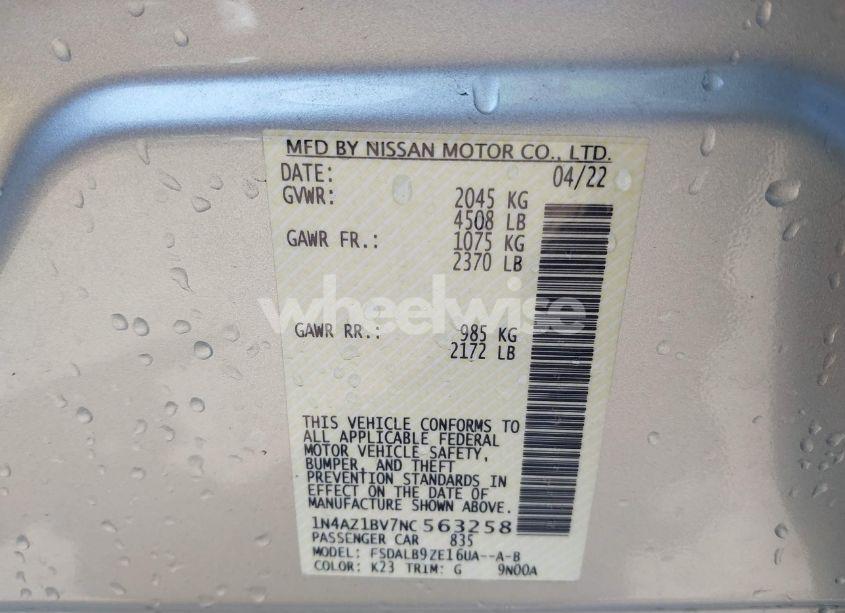 MFD BY NISSAN MOTOR CO., LTD.
DATE: 04/22
GVWR: 2045 KG
4508 LB
GAWR FR.: 1075 KG
2370 LB
wheelwise
GAWR RR.: 985 KG
2172 LB
THIS VEHICLE CONFORMS TO
ALL APPLICABLE FEDERAL
MOTOR VEHICLE SAFETY,
BUMPER, AND THEFT
PREVENTION STANDARDS IN
EFFECT ON THE DATE OF
MANUFACTURE SHOWN ABOVE.
1N4AZ1BV7NC 563258
PASSENGER CAR 835
MODEL: FSDALB9ZE16UA--A-B
COLOR: K23 TRIM: G 9N00A